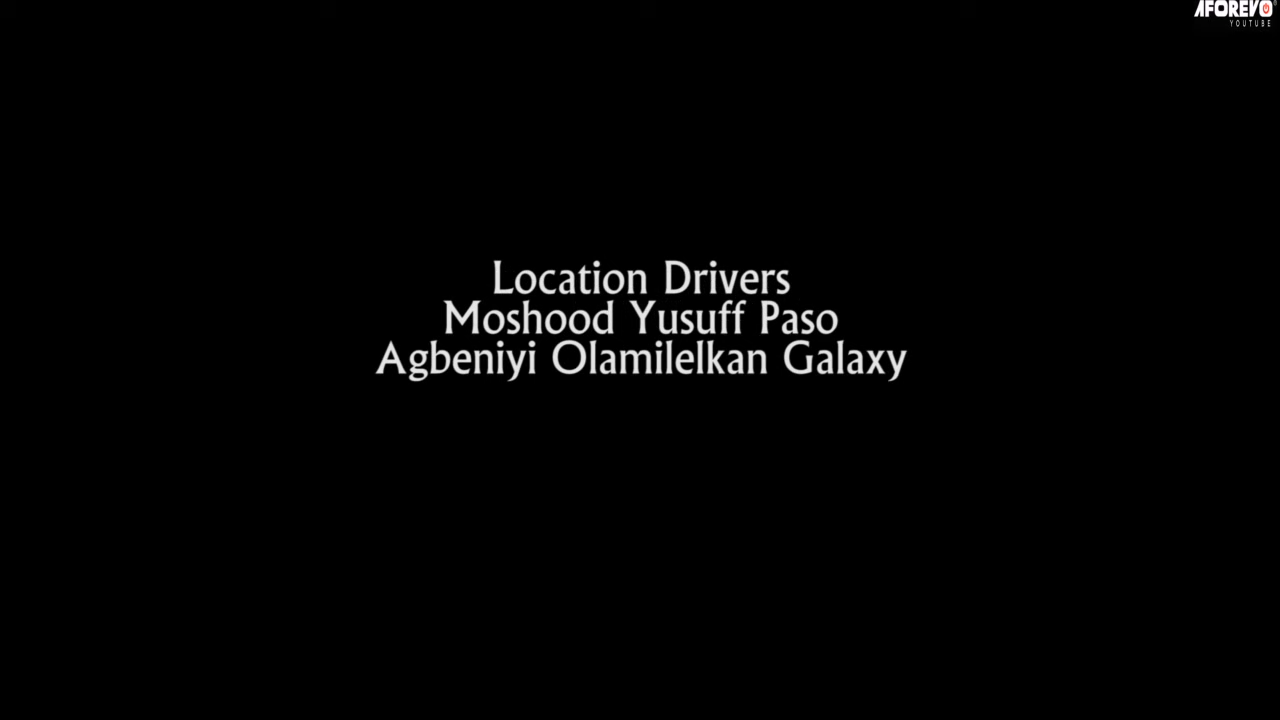 AFOREVO
YOUTUBE
Location Drivers
Moshood Yusuff Paso
Agbeniyi Olamilelkan Galaxy